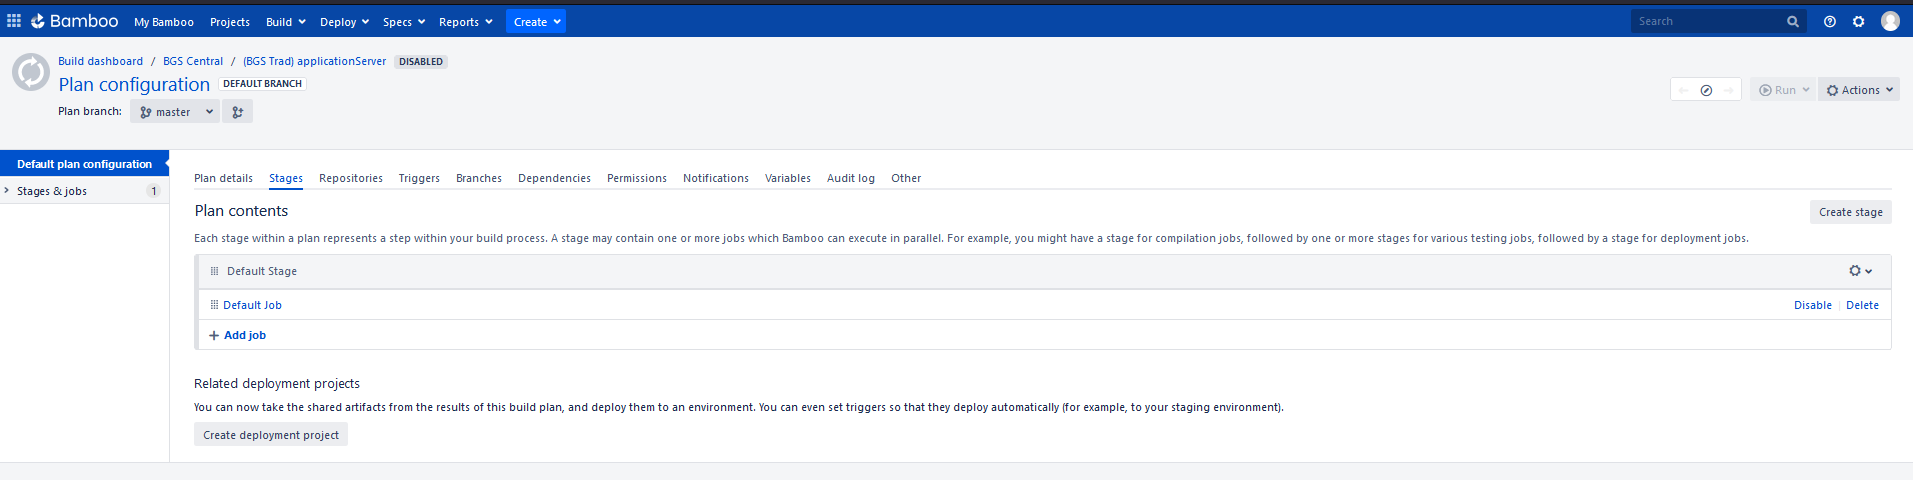 Bamboo My Bamboo Projects Build Deploy Specs Reports Create Search
Build dashboard / BGS Central / (BGS Trad) applicationServer DISABLED
Plan configuration DEFAULT BRANCH
Run Actions
Plan branch: master
Default plan configuration
Stages & jobs 1
Plan details Stages Repositories Triggers Branches Dependencies Permissions Notifications Variables Audit log Other
Plan contents
Create stage
Each stage within a plan represents a step within your build process. A stage may contain one or more jobs which Bamboo can execute in parallel. For example, you might have a stage for compilation jobs, followed by one or more stages for various testing jobs, followed by a stage for deployment jobs.
Default Stage
Default Job Disable Delete
+ Add job
Related deployment projects
You can now take the shared artifacts from the results of this build plan, and deploy them to an environment. You can even set triggers so that they deploy automatically (for example, to your staging environment).
Create deployment project